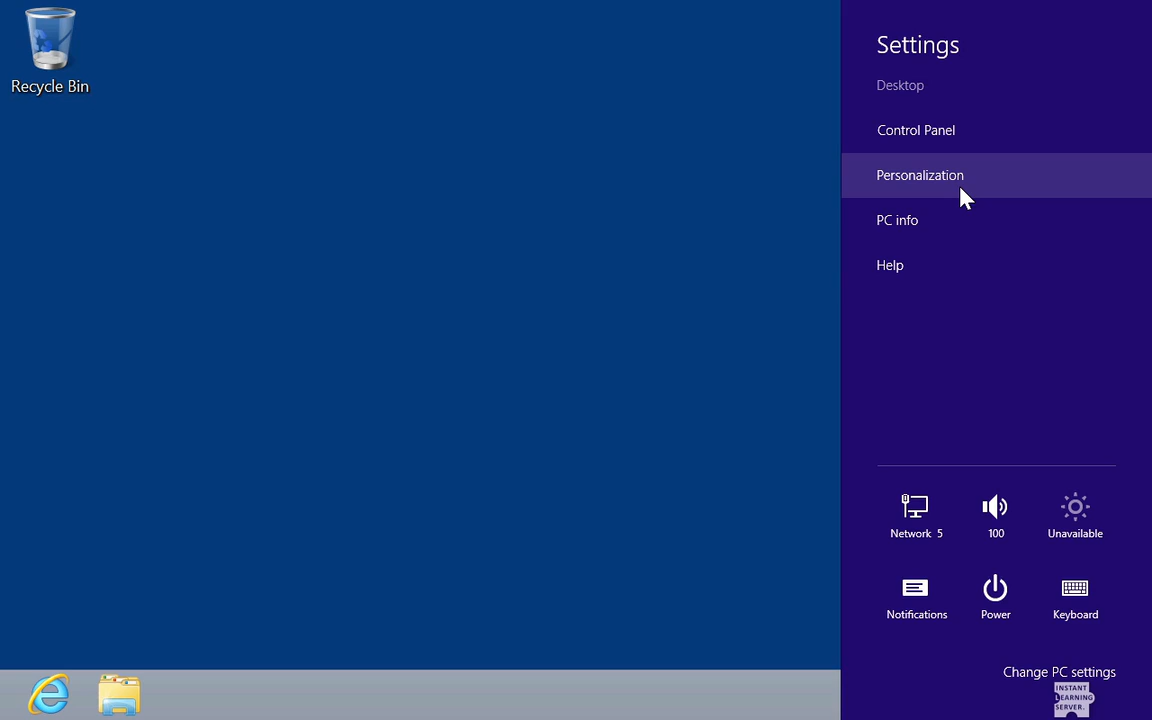 Recycle Bin
Settings
Desktop
Control Panel
Personalization
PC info
Help
Network 5
100
Unavailable
Notifications
Power
Keyboard
Change PC settings
INSTANT
LEARNING
SERVER.